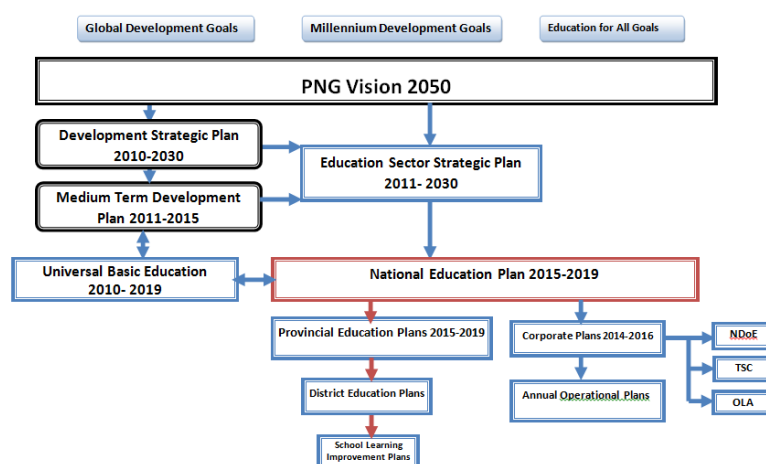 Global Development Goals
Millennium Development Goals
Education for All Goals
PNG Vision 2050
Development Strategic Plan
2010-2030
Education Sector Strategic Plan
2011- 2030
Medium Term Development
Plan 2011-2015
Universal Basic Education
2010- 2019
National Education Plan 2015-2019
Provincial Education Plans 2015-2019
Corporate Plans 2014-2016
NDoE
TSC
OLA
District Education Plans
Annual Operational Plans
School Learning
Improvement Plans